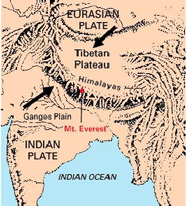 EURASIAN
PLATE
Tibetan
Plateau
Himalayas
Ganges Plain
Mt. Everest
INDIAN
PLATE
INDIAN OCEAN